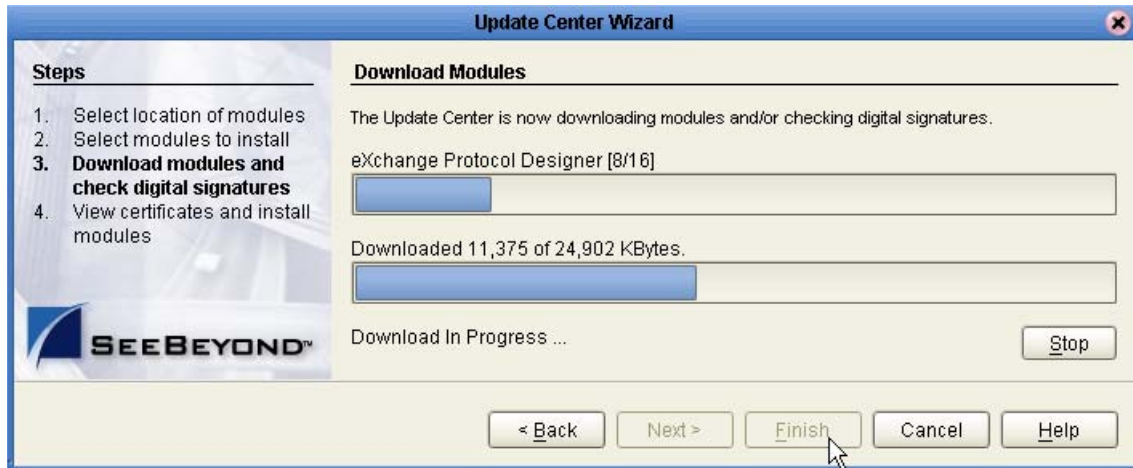 Update Center Wizard
Steps
1. Select location of modules
2. Select modules to install
3. Download modules and
check digital signatures
4. View certificates and install
modules
SEEBEYOND™
Download Modules
The Update Center is now downloading modules and/or checking digital signatures.
eXchange Protocol Designer [8/16]
Downloaded 11,375 of 24,902 KBytes.
Download In Progress ...
Stop
< Back
Next >
Finish
Cancel
Help